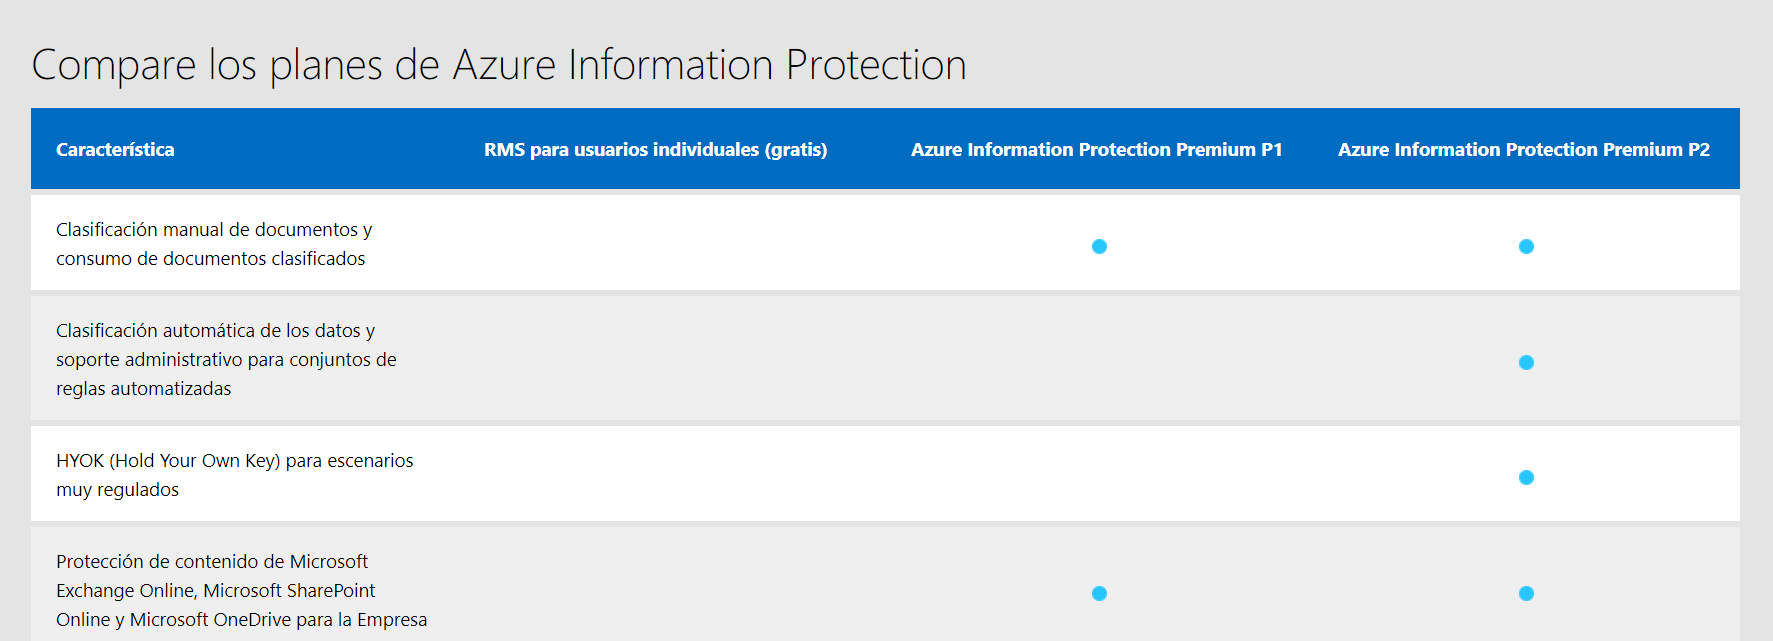 Compare los planes de Azure Information Protection
Característica
RMS para usuarios individuales (gratis)
Azure Information Protection Premium P1
Azure Information Protection Premium P2
Clasificación manual de documentos y
consumo de documentos clasificados
Clasificación automática de los datos y
soporte administrativo para conjuntos de
reglas automatizadas
HYOK (Hold Your Own Key) para escenarios
muy regulados
Protección de contenido de Microsoft
Exchange Online, Microsoft SharePoint
Online y Microsoft OneDrive para la Empresa